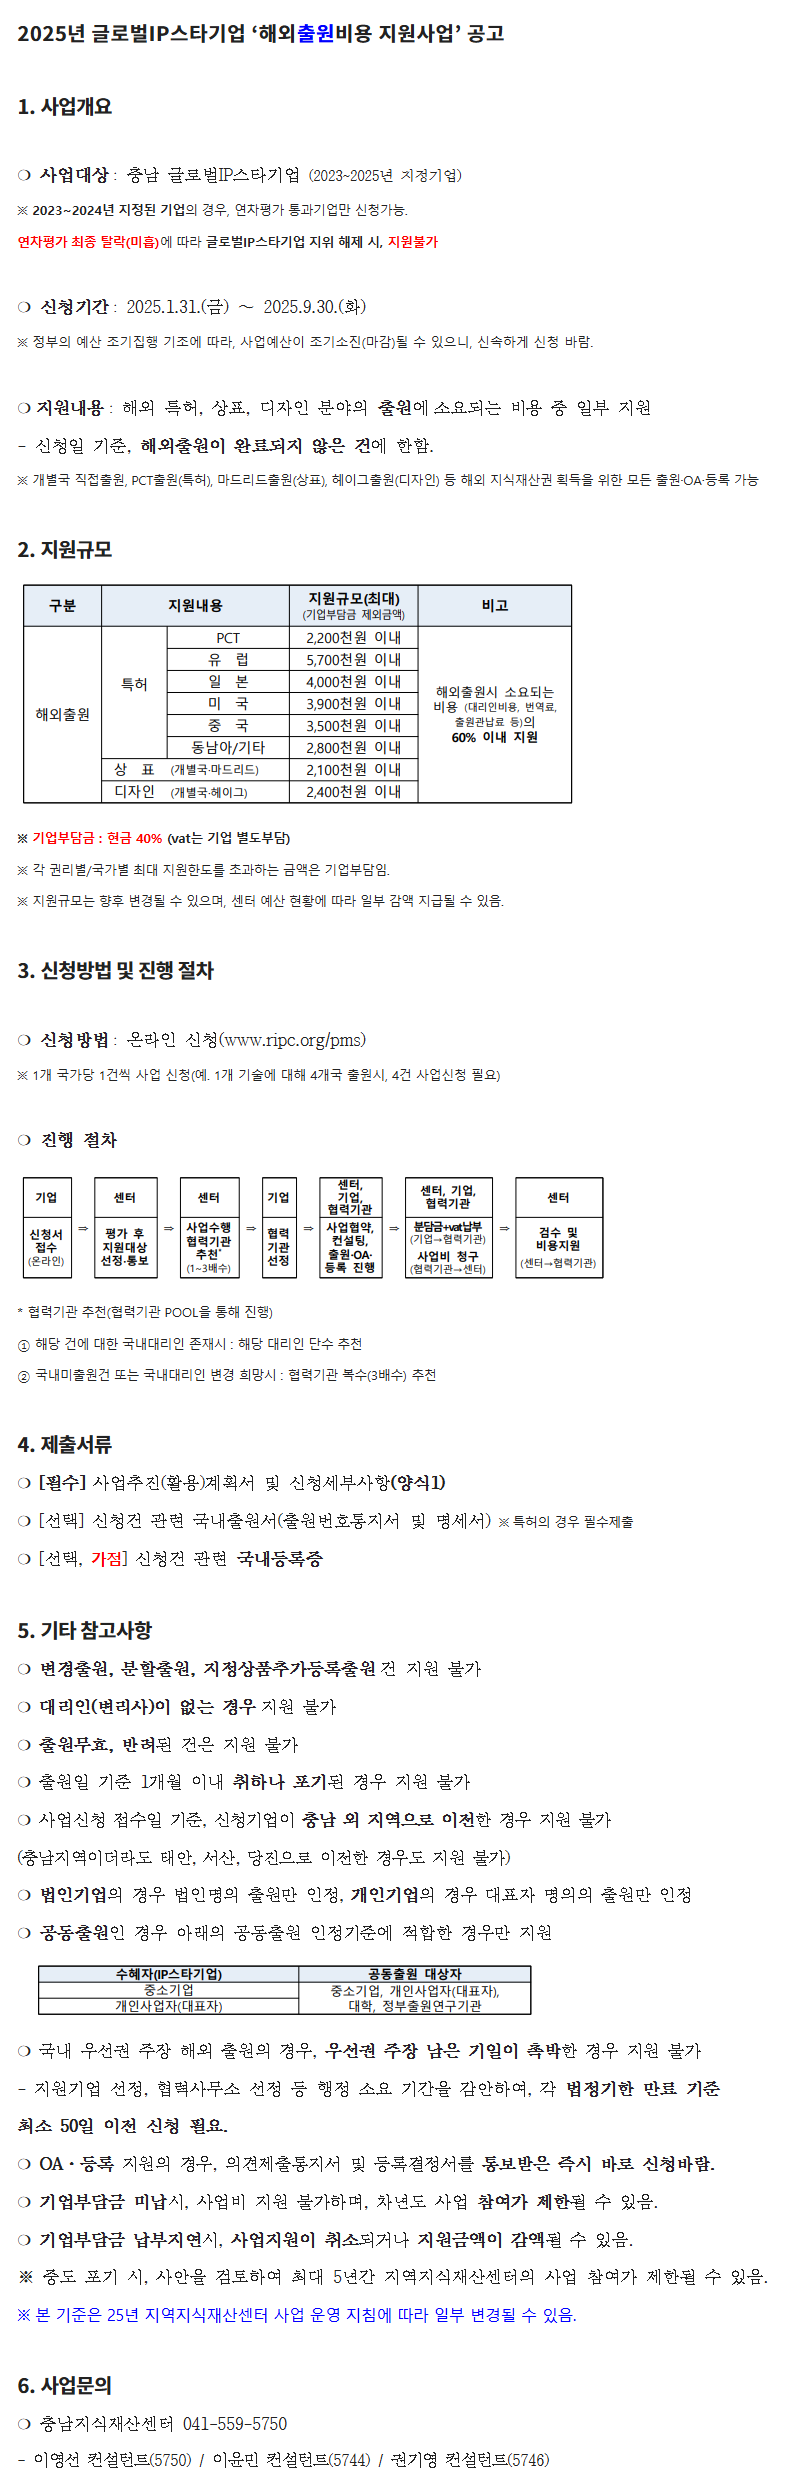 2025년 글로벌IP스타기업 ‘해외출원비용 지원사업’ 공고
1. 사업개요
❍ 사업대상 : 충남 글로벌IP스타기업 (2023~2025년 지정기업)
※ 2023~2024년 지정된 기업의 경우, 연차평가 통과기업만 신청가능.
연차평가 최종 탈락(미흡)에 따라 글로벌IP스타기업 지위 해제 시, 지원불가
❍ 신청기간 : 2025.1.31.(금) ～ 2025.9.30.(화)
※ 정부의 예산 조기집행 기조에 따라, 사업예산이 조기소진(마감)될 수 있으니, 신속하게 신청 바람.
❍ 지원내용 : 해외 특허, 상표, 디자인 분야의 출원에 소요되는 비용 중 일부 지원
- 신청일 기준, 해외출원이 완료되지 않은 건에 한함.
※ 개별국 직접출원, PCT출원(특허), 마드리드출원(상표), 헤이그출원(디자인) 등 해외 지식재산권 획득을 위한 모든 출원·OA·등록 가능
2. 지원규모
구분 지원내용 지원규모(최대) 비고
(기업부담금 제외금액)
해외출원
특허
PCT 2,200천원 이내
유 럽 5,700천원 이내
일 본 4,000천원 이내
미 국 3,900천원 이내
중 국 3,500천원 이내
동남아/기타 2,800천원 이내
상 표 (개별국·마드리드) 2,100천원 이내
디자인 (개별국·헤이그) 2,400천원 이내
해외출원시 소요되는
비용 (대리인비용, 번역료,
출원관납료 등)의
60% 이내 지원
※ 기업부담금 : 현금 40% (vat는 기업 별도부담)
※ 각 권리별/국가별 최대 지원한도를 초과하는 금액은 기업부담임.
※ 지원규모는 향후 변경될 수 있으며, 센터 예산 현황에 따라 일부 감액 지급될 수 있음.
3. 신청방법 및 진행 절차
❍ 신청방법 : 온라인 신청(www.ripc.org/pms)
※ 1개 국가당 1건씩 사업 신청(예. 1개 기술에 대해 4개국 출원시, 4건 사업신청 필요)
❍ 진행 절차
기업
신청서
접수
(온라인)
⇒
센터
평가 후
지원대상
선정·통보
⇒
센터
사업수행
협력기관
추천*
(1~3배수)
⇒
기업
협력
기관
선정
⇒
센터,
기업,
협력기관
사업협약,
컨설팅,
출원·OA·
등록 진행
⇒
센터, 기업,
협력기관
분담금+vat납부
(기업→협력기관)
사업비 청구
(협력기관→센터)
⇒
센터
검수 및
비용지원
(센터→협력기관)
* 협력기관 추천(협력기관 POOL을 통해 진행)
① 해당 건에 대한 국내대리인 존재시 : 해당 대리인 단수 추천
② 국내미출원건 또는 국내대리인 변경 희망시 : 협력기관 복수(3배수) 추천
4. 제출서류
❍ [필수] 사업추진(활용)계획서 및 신청세부사항(양식1)
❍ [선택] 신청건 관련 국내출원서(출원번호통지서 및 명세서) ※ 특허의 경우 필수제출
❍ [선택, 가점] 신청건 관련 국내등록증
5. 기타 참고사항
❍ 변경출원, 분할출원, 지정상품추가등록출원 건 지원 불가
❍ 대리인(변리사)이 없는 경우 지원 불가
❍ 출원무효, 반려된 건은 지원 불가
❍ 출원일 기준 1개월 이내 취하나 포기된 경우 지원 불가
❍ 사업신청 접수일 기준, 신청기업이 충남 외 지역으로 이전한 경우 지원 불가
(충남지역이더라도 태안, 서산, 당진으로 이전한 경우도 지원 불가)
❍ 법인기업의 경우 법인명의 출원만 인정, 개인기업의 경우 대표자 명의의 출원만 인정
❍ 공동출원인 경우 아래의 공동출원 인정기준에 적합한 경우만 지원
수혜자(IP스타기업) 공동출원 대상자
중소기업
개인사업자(대표자)
중소기업, 개인사업자(대표자),
대학, 정부출원연구기관
❍ 국내 우선권 주장 해외 출원의 경우, 우선권 주장 남은 기일이 촉박한 경우 지원 불가
- 지원기업 선정, 협력사무소 선정 등 행정 소요 기간을 감안하여, 각 법정기한 만료 기준
최소 50일 이전 신청 필요.
❍ OA·등록 지원의 경우, 의견제출통지서 및 등록결정서를 통보받은 즉시 바로 신청바람.
❍ 기업부담금 미납시, 사업비 지원 불가하며, 차년도 사업 참여가 제한될 수 있음.
❍ 기업부담금 납부지연시, 사업지원이 취소되거나 지원금액이 감액될 수 있음.
※ 중도 포기 시, 사안을 검토하여 최대 5년간 지역지식재산센터의 사업 참여가 제한될 수 있음.
※ 본 기준은 25년 지역지식재산센터 사업 운영 지침에 따라 일부 변경될 수 있음.
6. 사업문의
❍ 충남지식재산센터 041-559-5750
- 이영선 컨설턴트(5750) / 이윤민 컨설턴트(5744) / 권기영 컨설턴트(5746)